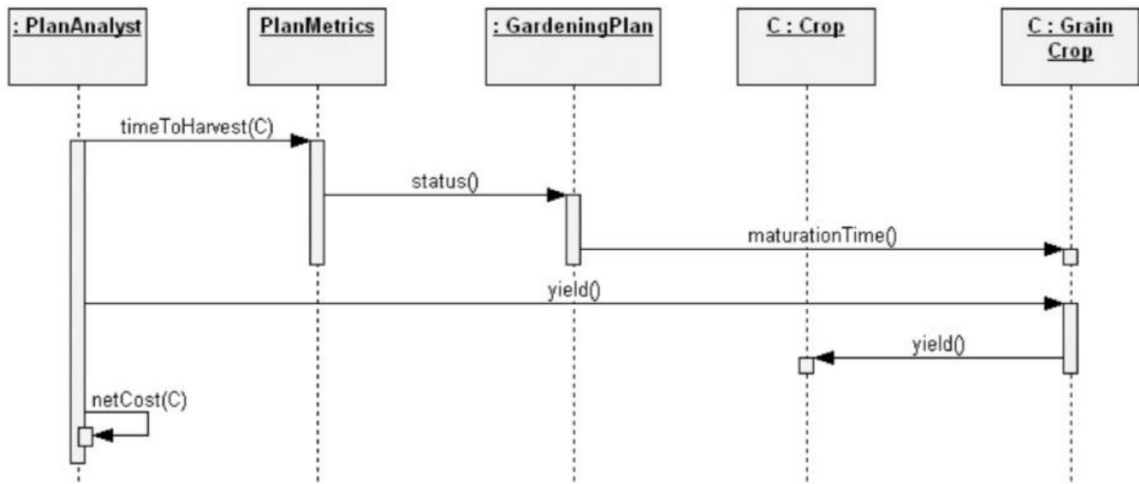 : PlanAnalyst
PlanMetrics
: GardeningPlan
C : Crop
C : Grain
Crop
timeToHarvest(C)
status()
maturationTime()
yield()
yield()
netCost(C)